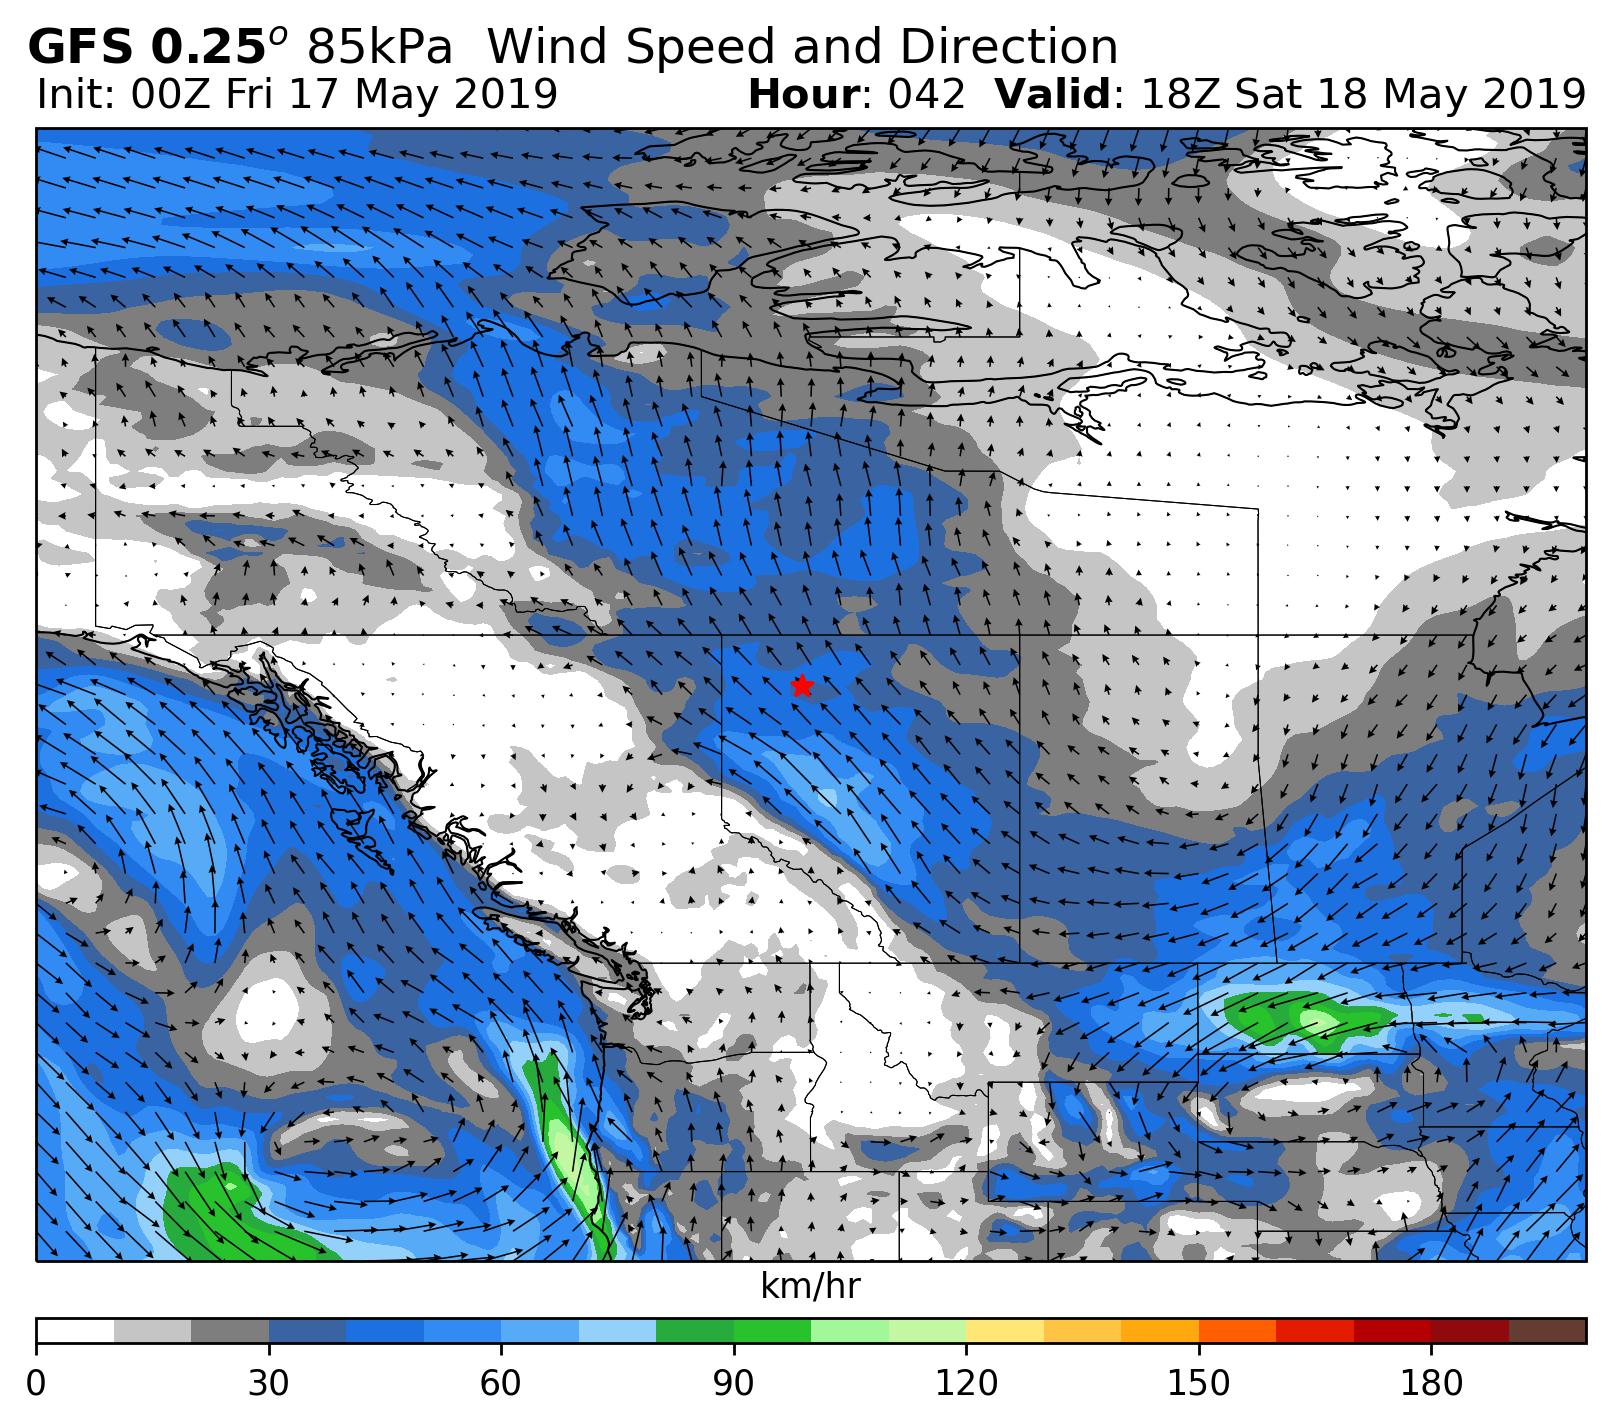 GFS 0.25° 85kPa Wind Speed and Direction
Init: 00Z Fri 17 May 2019 Hour: 042 Valid: 18Z Sat 18 May 2019
km/hr
0 30 60 90 120 150 180